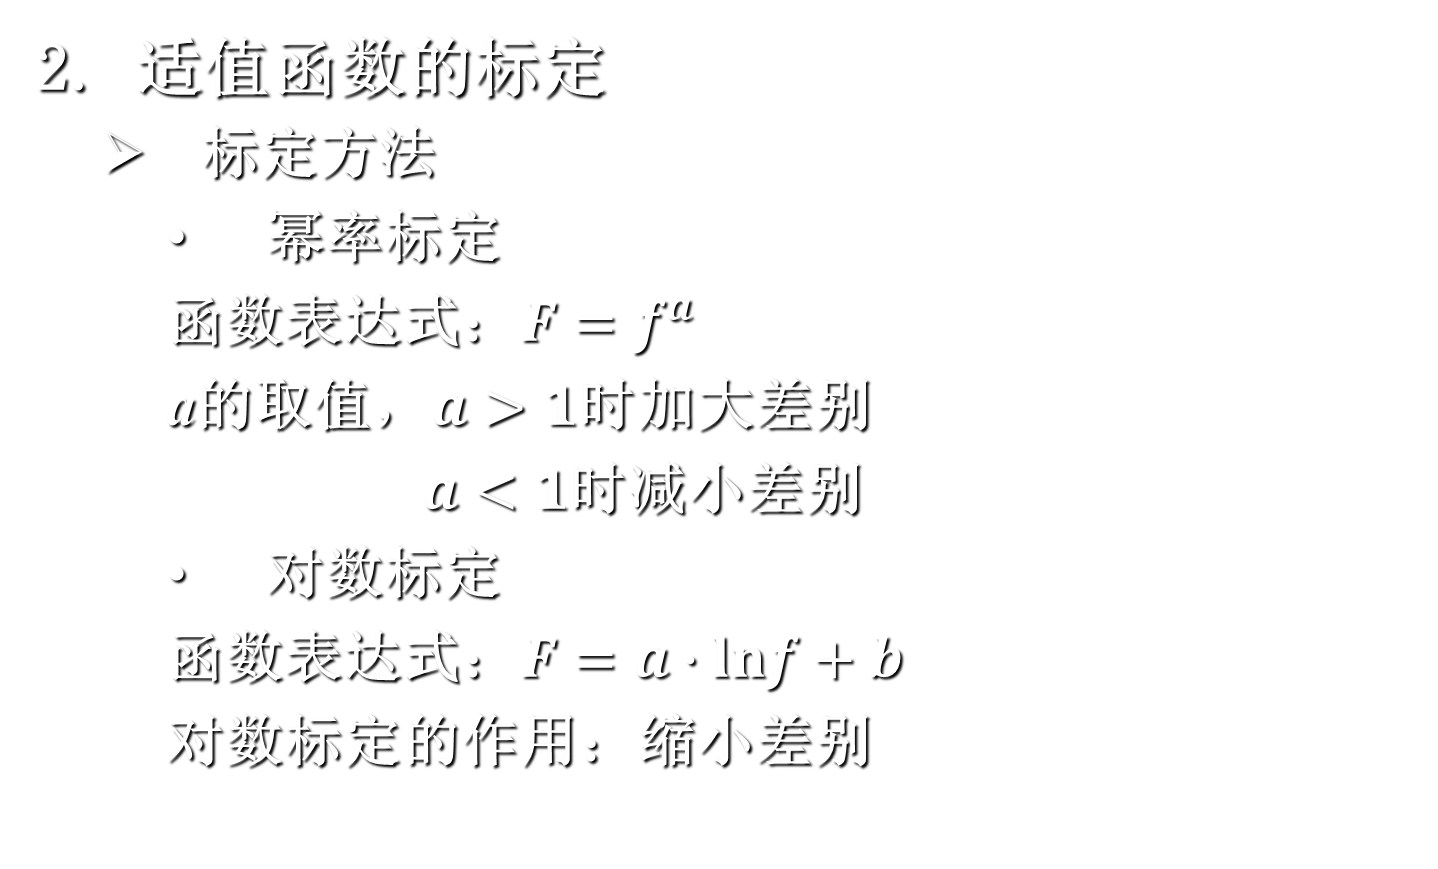 2. 适值函数的标定
➢ 标定方法
• 幂率标定
函数表达式：F = f^a
a的取值，a > 1时加大差别
a < 1时减小差别
• 对数标定
函数表达式：F = a · lnf + b
对数标定的作用：缩小差别